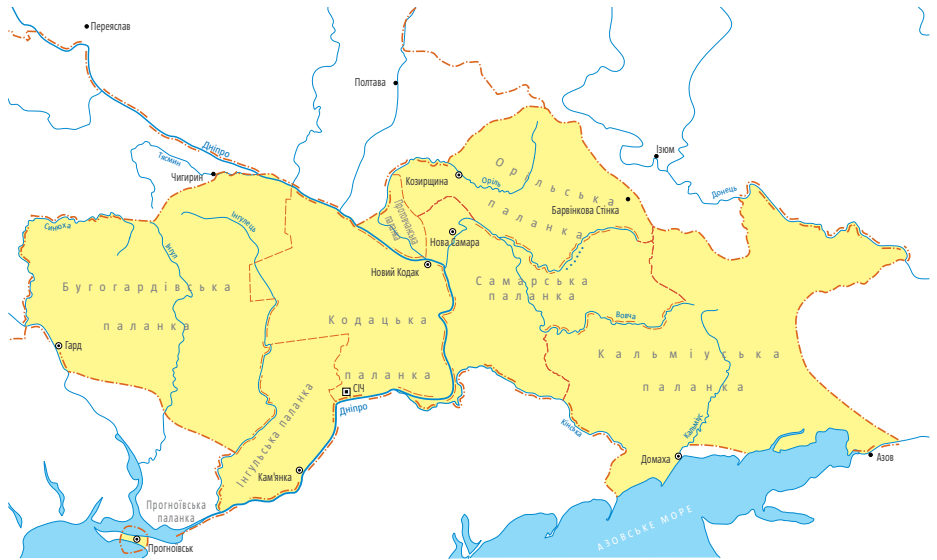 Переяслав
Полтава
Дніпро
Тясмин
Чигирин
Ізюм
Донець
Козирщина
Оріль
Орільська
паланка
Барвінкова Стінка
Протовчанська
паланка
Синюха
Інгул
Інгулець
Нова Самара
Новий Кодак
Бугогардівська
паланка
Самарська
паланка
Кодацька
паланка
Вовча
Гард
Кальміуська
паланка
СІЧ
Дніпро
Інгульська паланка
Кінська
Кальміус
Кам'янка
Домаха
Азов
Прогноївська
паланка
Прогноївськ
АЗОВСЬКЕ МОРЕ